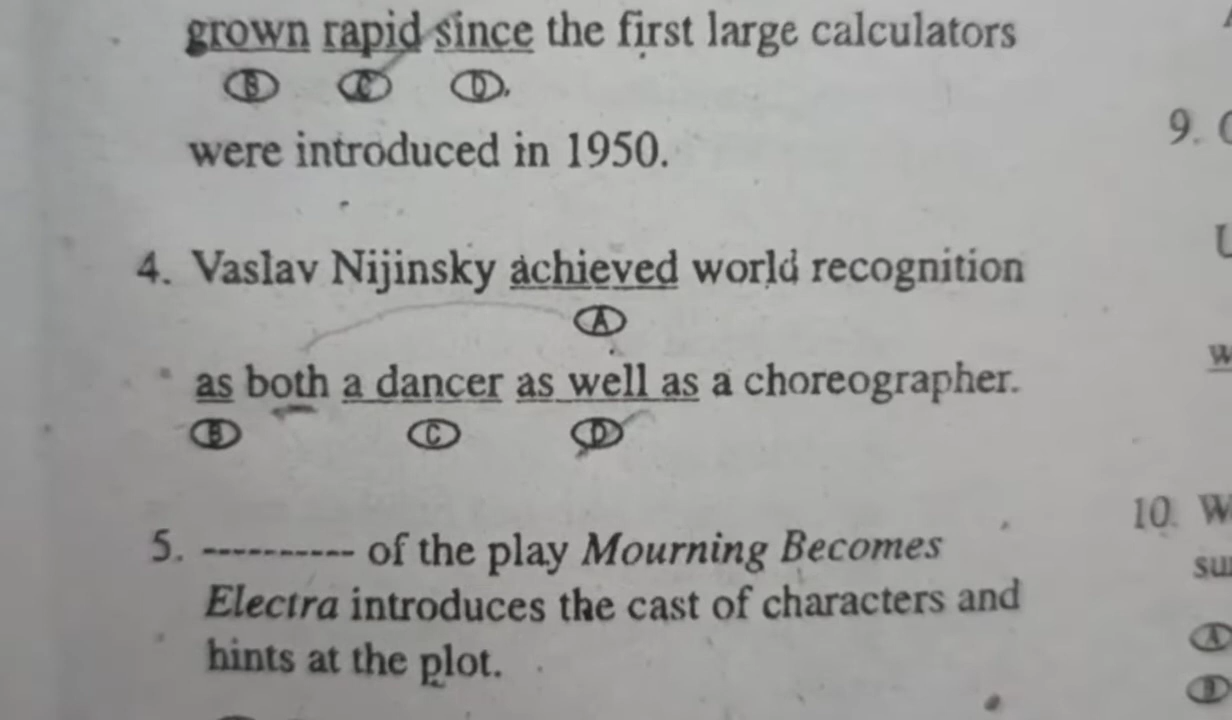 grown rapid since the first large calculators
B C D
were introduced in 1950.
4. Vaslav Nijinsky achieved world recognition
A
as both a dancer as well as a choreographer.
B C D
5. ---------- of the play Mourning Becomes
Electra introduces the cast of characters and
hints at the plot.
9.
10. W
su
A
B